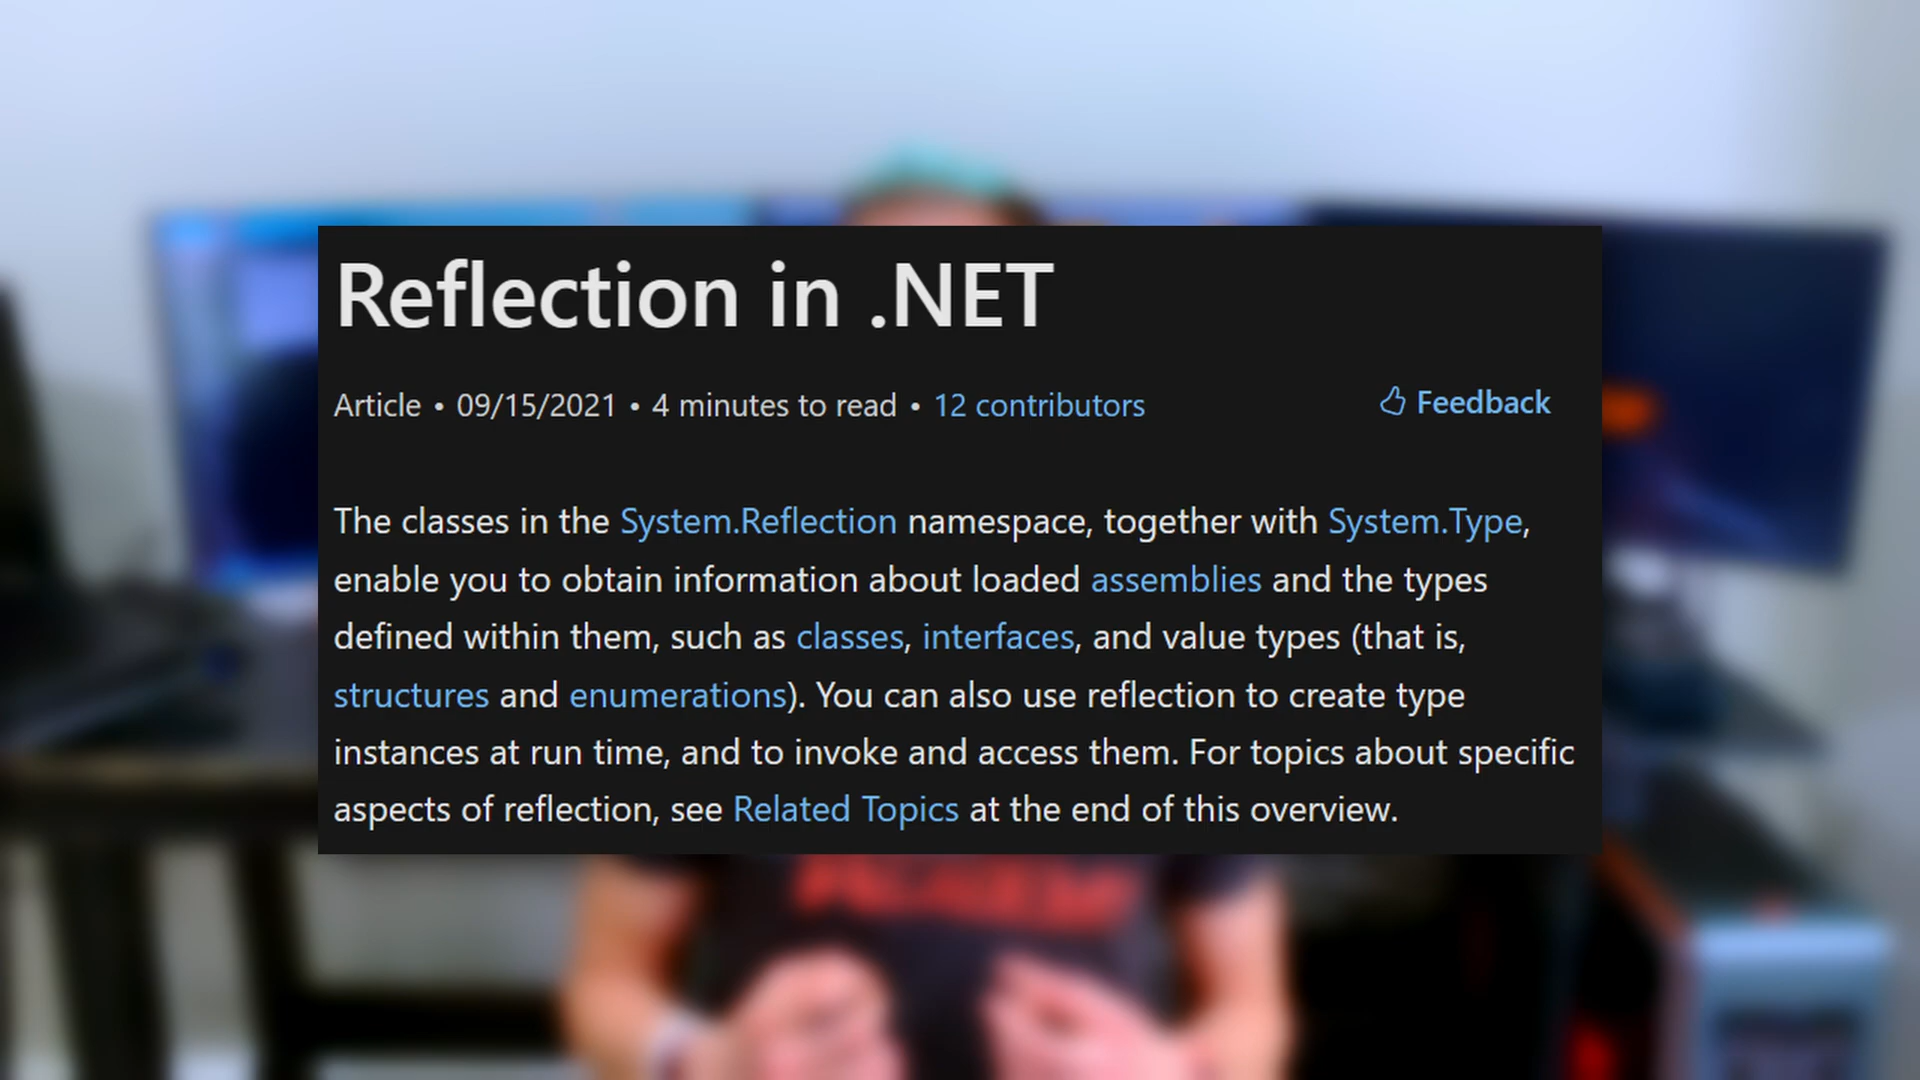 Reflection in .NET
Article • 09/15/2021 • 4 minutes to read • 12 contributors
Feedback
The classes in the System.Reflection namespace, together with System.Type,
enable you to obtain information about loaded assemblies and the types
defined within them, such as classes, interfaces, and value types (that is,
structures and enumerations). You can also use reflection to create type
instances at run time, and to invoke and access them. For topics about specific
aspects of reflection, see Related Topics at the end of this overview.